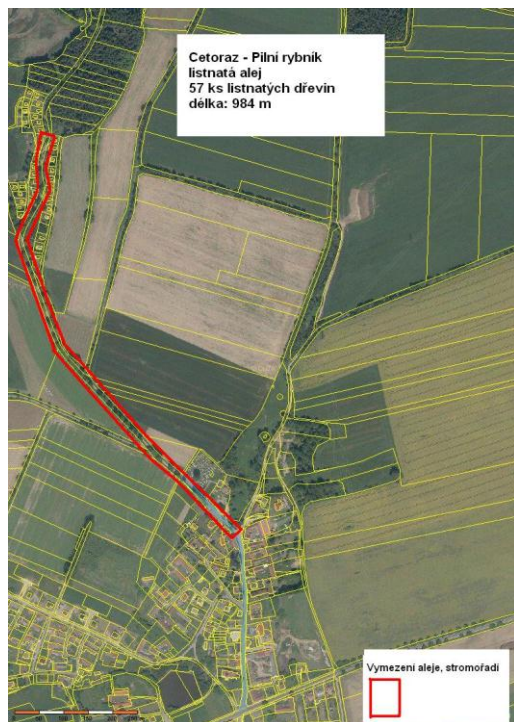 Cetoraz - Pilní rybník
listnatá alej
57 ks listnatých dřevin
délka: 984 m
Vymezení aleje, stromořadí